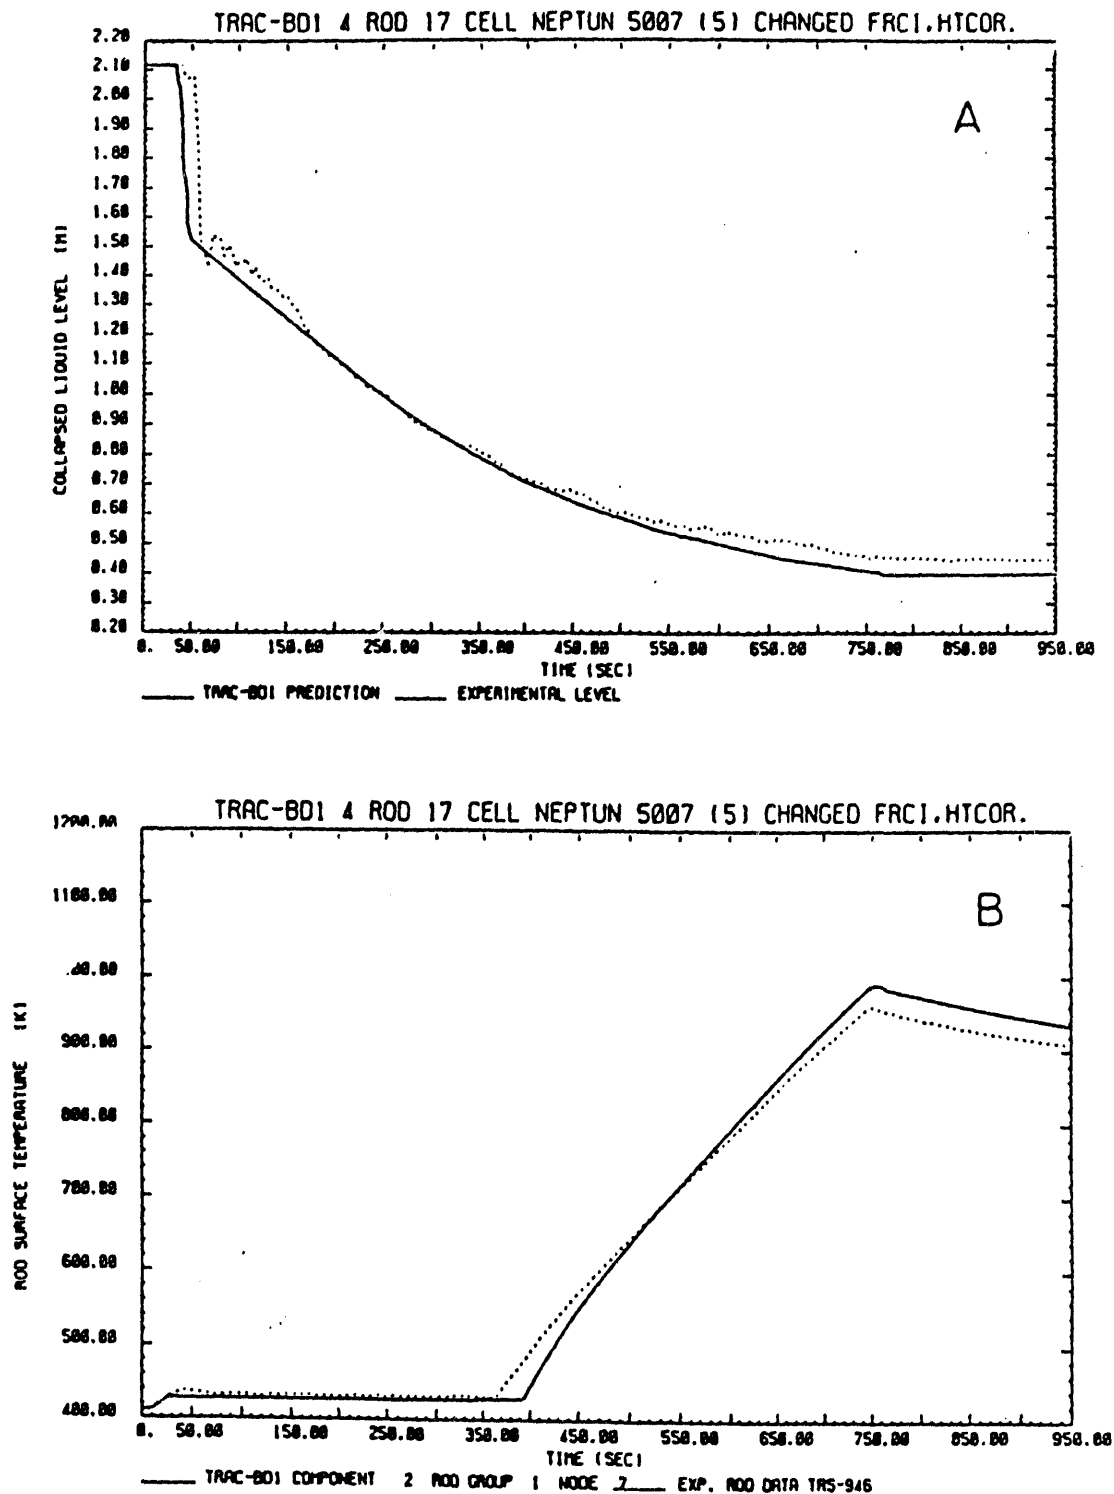 TRAC-BD1 4 ROD 17 CELL NEPTUN 5007 (5) CHANGED FRCI.HTCOR.
A
2.20
2.10
2.00
1.90
1.80
1.70
1.60
1.50
1.40
1.30
1.20
1.10
1.00
0.90
0.80
0.70
0.60
0.50
0.40
0.30
0.20
COLLAPSED LIQUID LEVEL (M)
0. 50.00 150.00 250.00 350.00 450.00 550.00 650.00 750.00 850.00 950.00
TIME (SEC)
TRAC-BD1 PREDICTION EXPERIMENTAL LEVEL
TRAC-BD1 4 ROD 17 CELL NEPTUN 5007 (5) CHANGED FRCI.HTCOR.
B
1200.00
1100.00
900.00
800.00
700.00
600.00
500.00
400.00
ROD SURFACE TEMPERATURE (K)
0. 50.00 150.00 250.00 350.00 450.00 550.00 650.00 750.00 850.00 950.00
TIME (SEC)
TRAC-BD1 COMPONENT 2 ROD GROUP 1 NODE 7 EXP. ROD DATA TRS-946